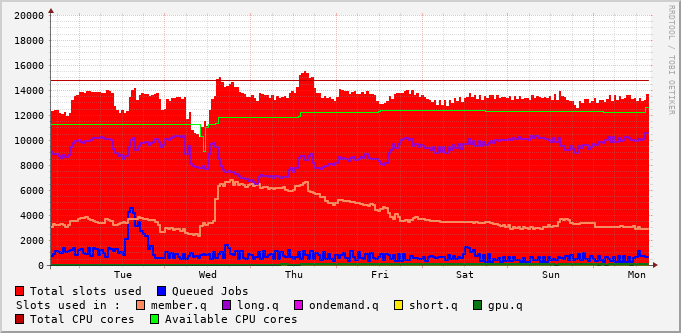 20000
18000
16000
14000
12000
10000
8000
6000
4000
2000
0
Tue Wed Thu Fri Sat Sun Mon
Total slots used Queued Jobs
Slots used in : member.q long.q ondemand.q short.q gpu.q
Total CPU cores Available CPU cores
RRDTOOL / TOBI OETIKER